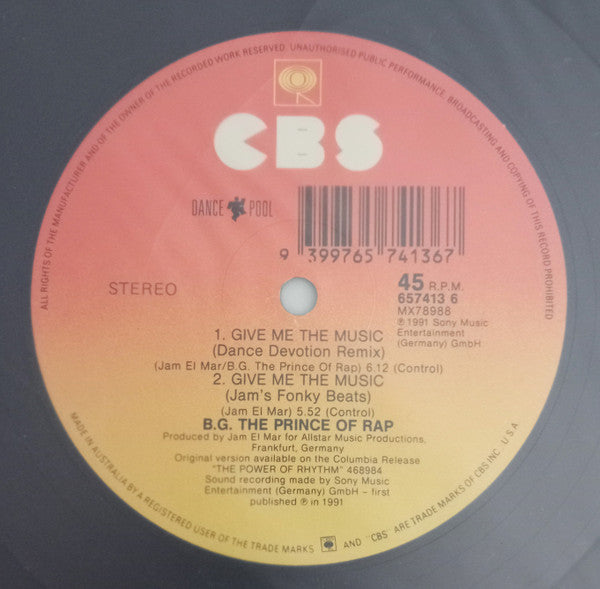 ALL RIGHTS OF THE MANUFACTURER AND OF THE OWNER OF THE RECORDED WORK RESERVED. UNAUTHORISED PUBLIC PERFORMANCE, BROADCASTING AND COPYING OF THIS RECORD PROHIBITED
CBS
DANCE POOL
9 399765 741367
STEREO
45 R.P.M.
657413 6
MX78988
℗ 1991 Sony Music
Entertainment
(Germany) GmbH
1. GIVE ME THE MUSIC
(Dance Devotion Remix)
(Jam El Mar/B.G. The Prince Of Rap) 6.12 (Control)
2. GIVE ME THE MUSIC
(Jam's Fonky Beats)
(Jam El Mar) 5.52 (Control)
B.G. THE PRINCE OF RAP
Produced by Jam El Mar for Allstar Music Productions,
Frankfurt, Germany
Original version available on the Columbia Release
"THE POWER OF RHYTHM" 468984
Sound recording made by Sony Music
Entertainment (Germany) GmbH – first
published ℗ in 1991
MADE IN AUSTRALIA BY A REGISTERED USER OF THE TRADE MARKS AND "CBS" ARE TRADE MARKS OF CBS INC. U S A